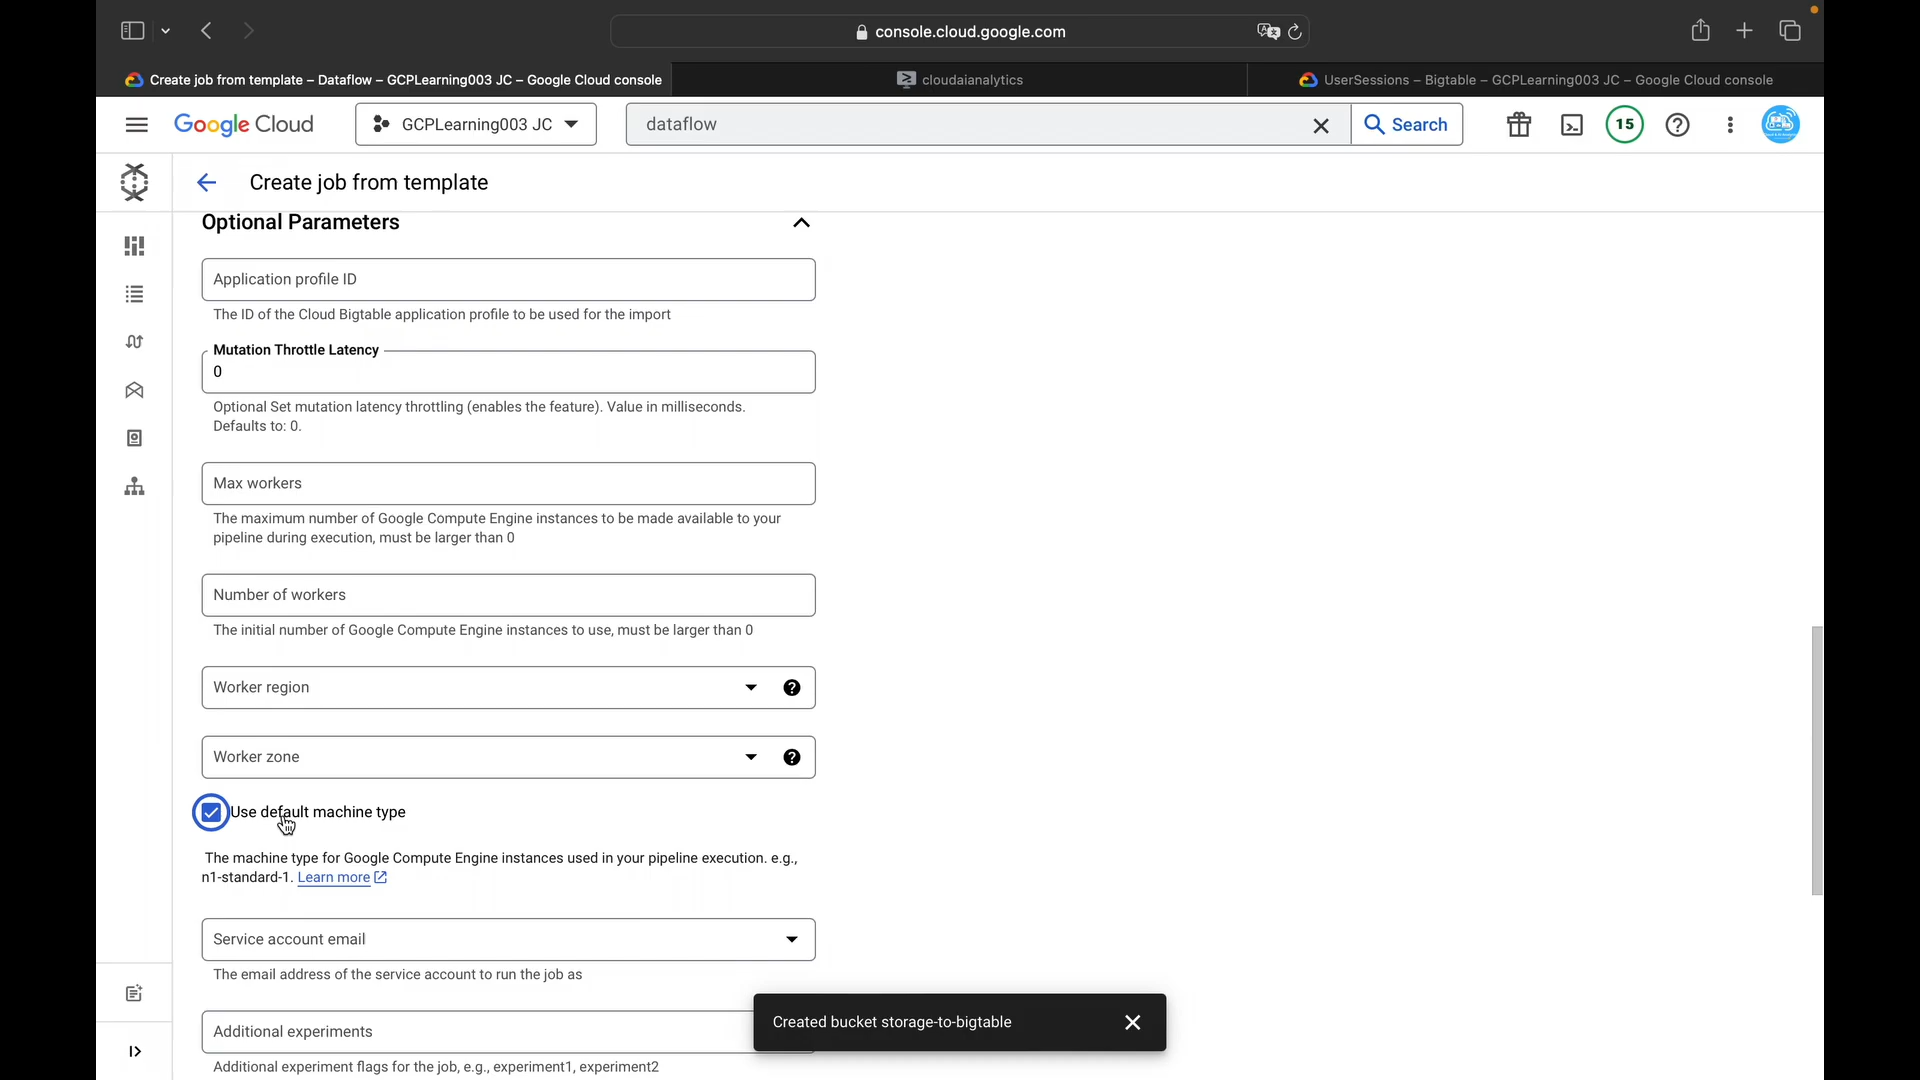 console.cloud.google.com
Create job from template – Dataflow – GCPLearning003 JC – Google Cloud console
cloudaianalytics
UserSessions – Bigtable – GCPLearning003 JC – Google Cloud console
Google Cloud
GCPLearning003 JC
dataflow
Search
15
Create job from template
Optional Parameters
Application profile ID
The ID of the Cloud Bigtable application profile to be used for the import
Mutation Throttle Latency
0
Optional Set mutation latency throttling (enables the feature). Value in milliseconds.
Defaults to: 0.
Max workers
The maximum number of Google Compute Engine instances to be made available to your
pipeline during execution, must be larger than 0
Number of workers
The initial number of Google Compute Engine instances to use, must be larger than 0
Worker region
Worker zone
Use default machine type
The machine type for Google Compute Engine instances used in your pipeline execution. e.g.,
n1-standard-1. Learn more
Service account email
The email address of the service account to run the job as
Additional experiments
Additional experiment flags for the job, e.g., experiment1, experiment2
Created bucket storage-to-bigtable